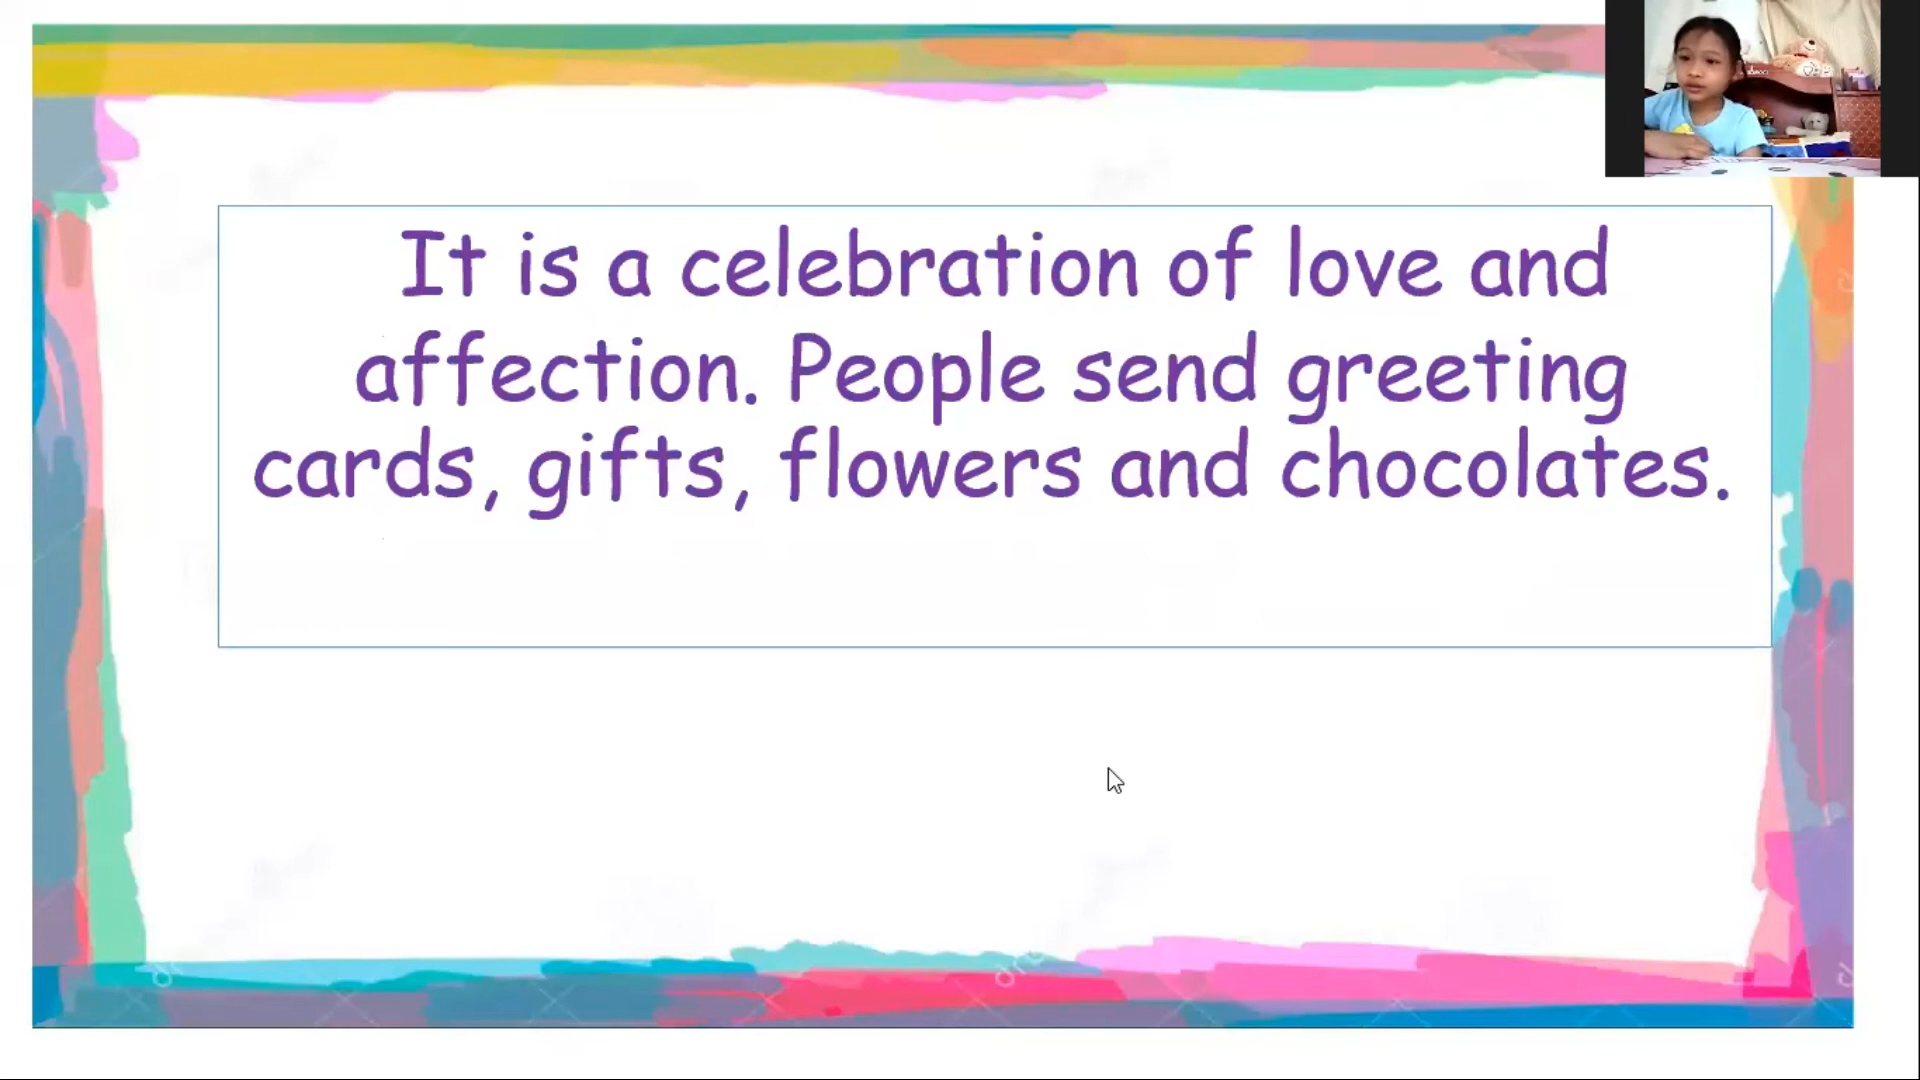 It is a celebration of love and
affection. People send greeting
cards, gifts, flowers and chocolates.